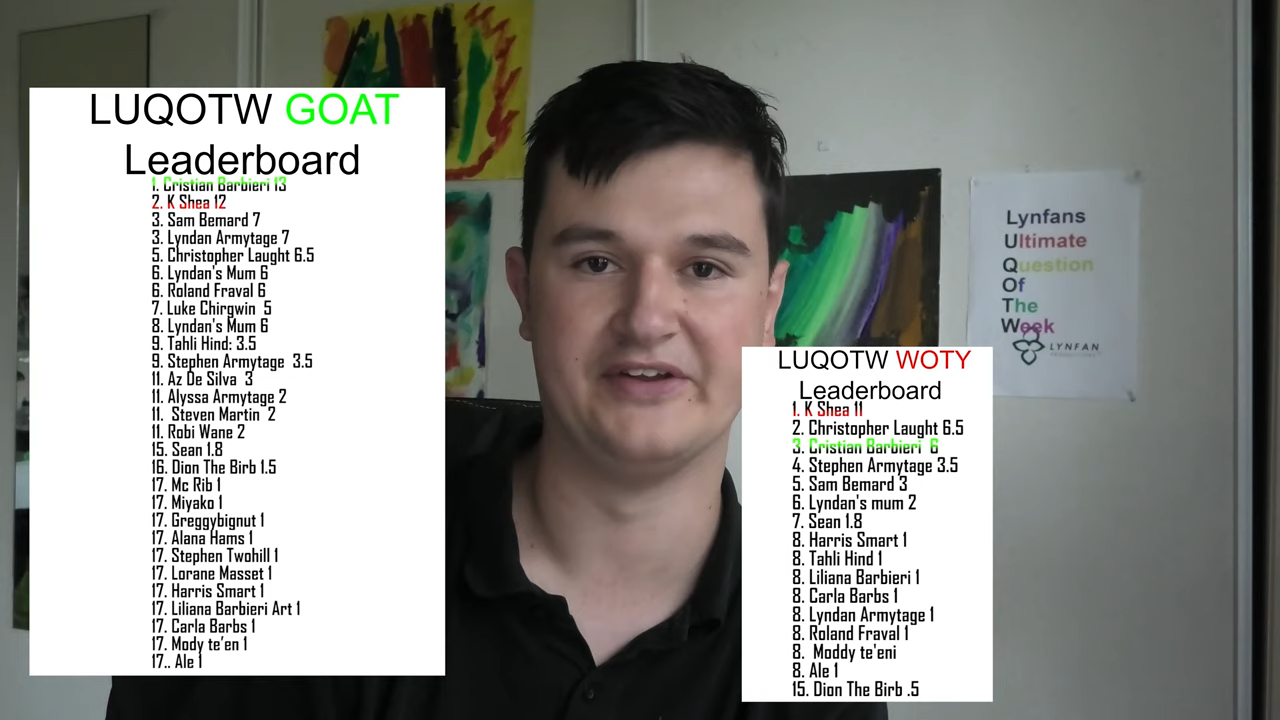 LUQOTW GOAT
Leaderboard
1. Cristian Barbieri 13
2. K Shea 12
3. Sam Bemard 7
3. Lyndan Armytage 7
5. Christopher Laught 6.5
6. Lyndan's Mum 6
6. Roland Fraval 6
7. Luke Chirgwin 5
8. Lyndan's Mum 6
9. Tahli Hind: 3.5
9. Stephen Armytage 3.5
11. Az De Silva 3
11. Alyssa Armytage 2
11. Steven Martin 2
11. Robi Wane 2
15. Sean 1.8
16. Dion The Birb 1.5
17. Mc Rib 1
17. Miyako 1
17. Greggybignut 1
17. Alana Hams 1
17. Stephen Twohill 1
17. Lorane Masset 1
17. Harris Smart 1
17. Liliana Barbieri Art 1
17. Carla Barbs 1
17. Mody te'en 1
17.. Ale 1
Lynfans
Ultimate
Question
Of
The
Week
LYNFAN
PRODUCTIONS
LUQOTW WOTY
Leaderboard
1. K Shea 11
2. Christopher Laught 6.5
3. Cristian Barbieri 6
4. Stephen Armytage 3.5
5. Sam Bemard 3
6. Lyndan's mum 2
7. Sean 1.8
8. Harris Smart 1
8. Tahli Hind 1
8. Liliana Barbieri 1
8. Carla Barbs 1
8. Lyndan Armytage 1
8. Roland Fraval 1
8. Moddy te'eni
8. Ale 1
15. Dion The Birb .5